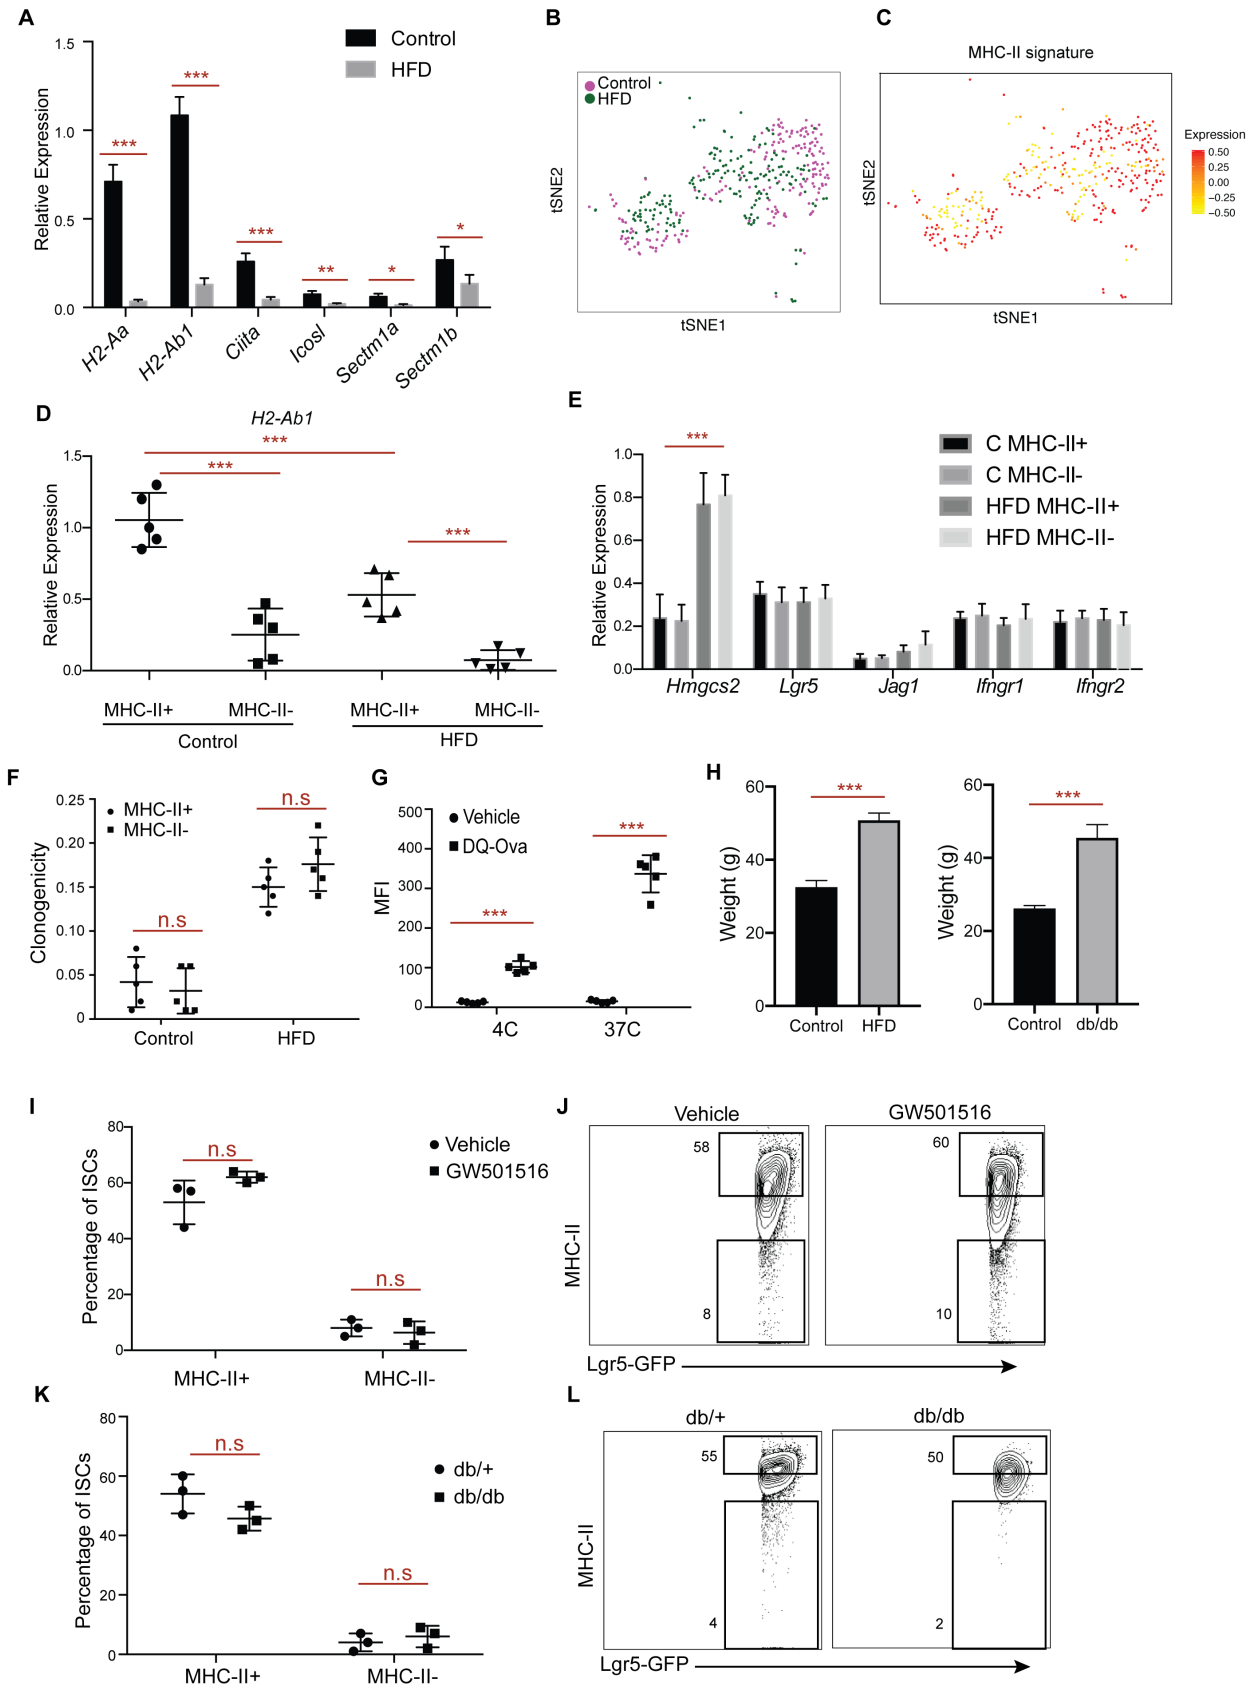 A
Control
HFD
Relative Expression
1.5
1.0
0.5
0.0
***
***
***
**
*
*
H2-Aa
H2-Ab1
Ciita
Icosl
Sectm1a
Sectm1b
B
Control
HFD
tSNE2
tSNE1
C
MHC-II signature
tSNE2
tSNE1
Expression
0.50
0.25
0.00
−0.25
−0.50
D
H2-Ab1
***
***
***
Relative Expression
1.5
1.0
0.5
0.0
MHC-II+
MHC-II-
MHC-II+
MHC-II-
Control
HFD
E
***
C MHC-II+
C MHC-II-
HFD MHC-II+
HFD MHC-II-
Relative Expression
1.0
0.8
0.6
0.4
0.2
0.0
Hmgcs2
Lgr5
Jag1
Ifngr1
Ifngr2
F
MHC-II+
MHC-II-
n.s
n.s
Clonogenicity
0.25
0.20
0.15
0.10
0.05
0
Control
HFD
G
Vehicle
DQ-Ova
***
***
MFI
500
400
300
200
100
0
4C
37C
H
***
Weight (g)
60
40
20
0
Control
HFD
***
Weight (g)
60
40
20
0
Control
db/db
I
n.s
n.s
Vehicle
GW501516
Percentage of ISCs
80
60
40
20
0
MHC-II+
MHC-II-
J
Vehicle
GW501516
58
8
60
10
MHC-II
Lgr5-GFP
K
n.s
n.s
db/+
db/db
Percentage of ISCs
80
60
40
20
0
MHC-II+
MHC-II-
L
db/+
db/db
55
4
50
2
MHC-II
Lgr5-GFP